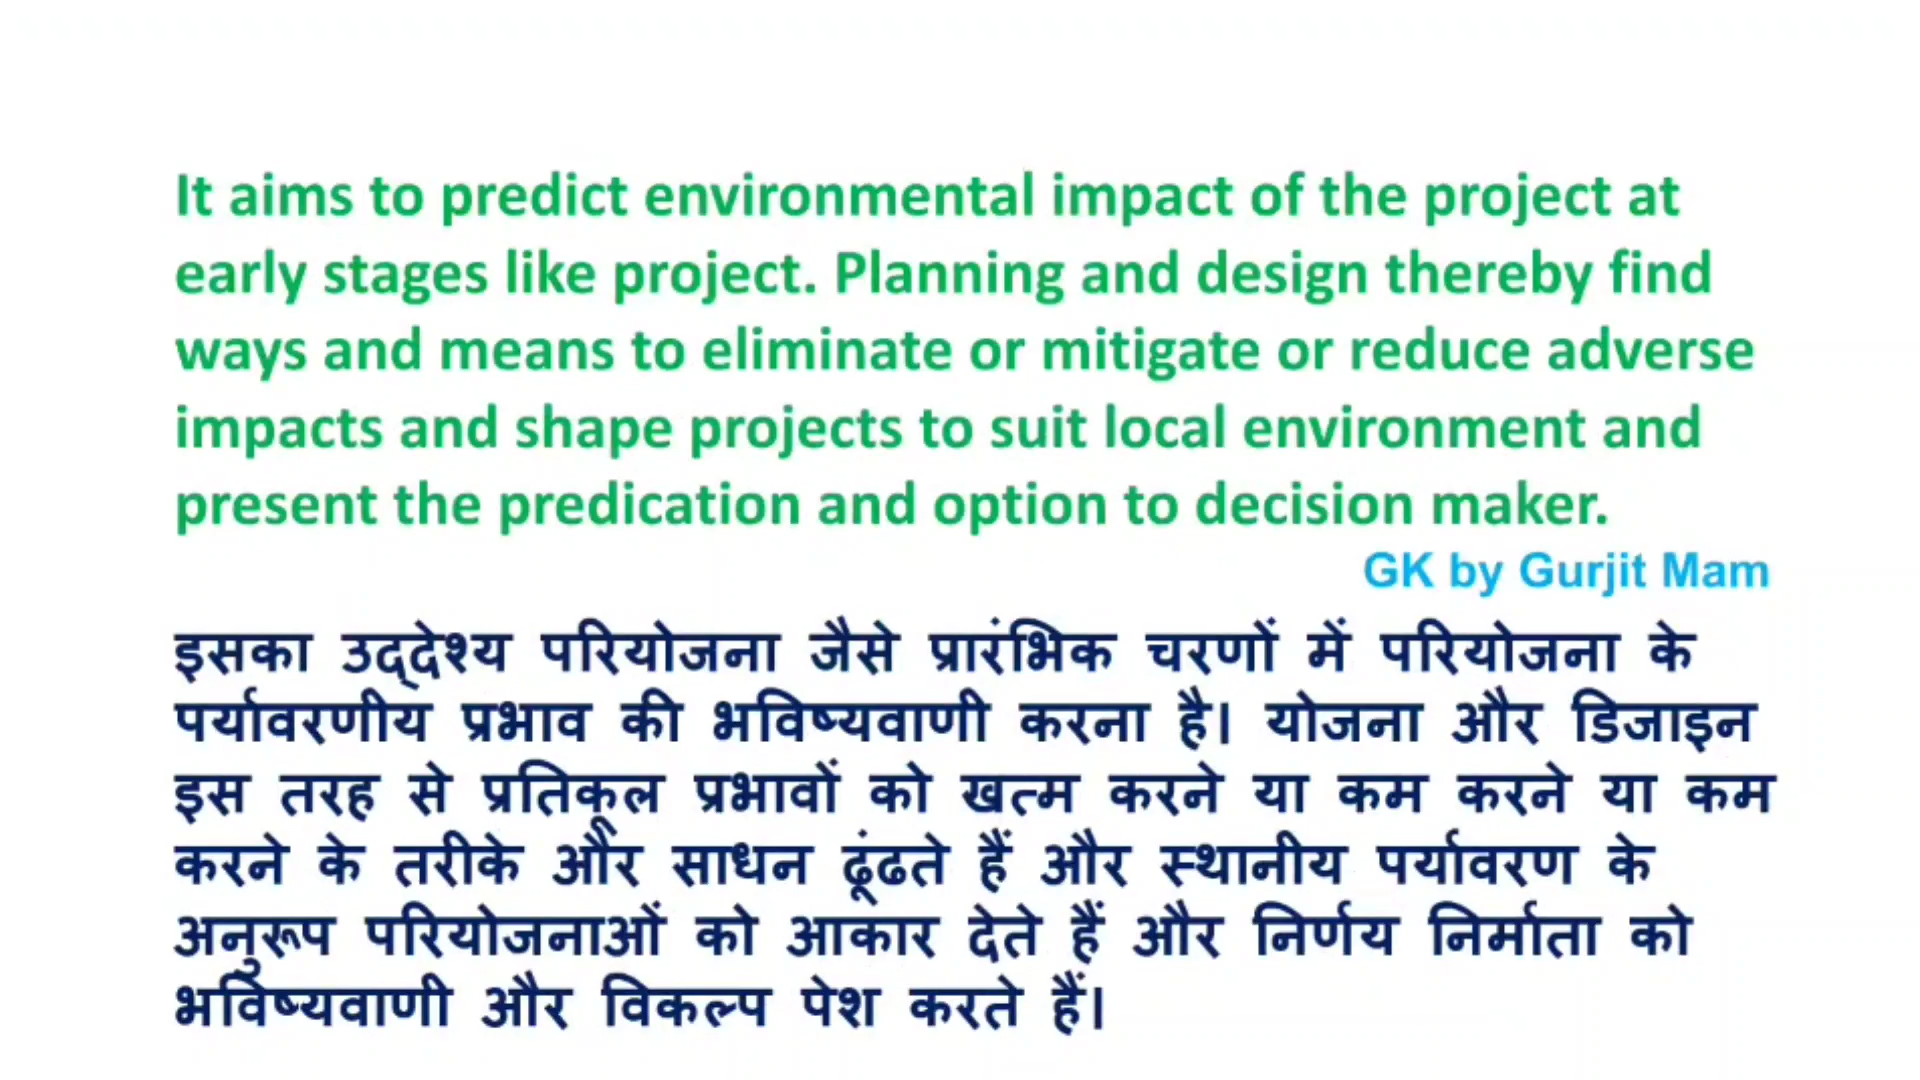 It aims to predict environmental impact of the project at
early stages like project. Planning and design thereby find
ways and means to eliminate or mitigate or reduce adverse
impacts and shape projects to suit local environment and
present the predication and option to decision maker.
GK by Gurjit Mam
इसका उद्देश्य परियोजना जैसे प्रारंभिक चरणों में परियोजना के
पर्यावरणीय प्रभाव की भविष्यवाणी करना है। योजना और डिजाइन
इस तरह से प्रतिकूल प्रभावों को खत्म करने या कम करने या कम
करने के तरीके और साधन ढूंढते हैं और स्थानीय पर्यावरण के
अनुरूप परियोजनाओं को आकार देते हैं और निर्णय निर्माता को
भविष्यवाणी और विकल्प पेश करते हैं।